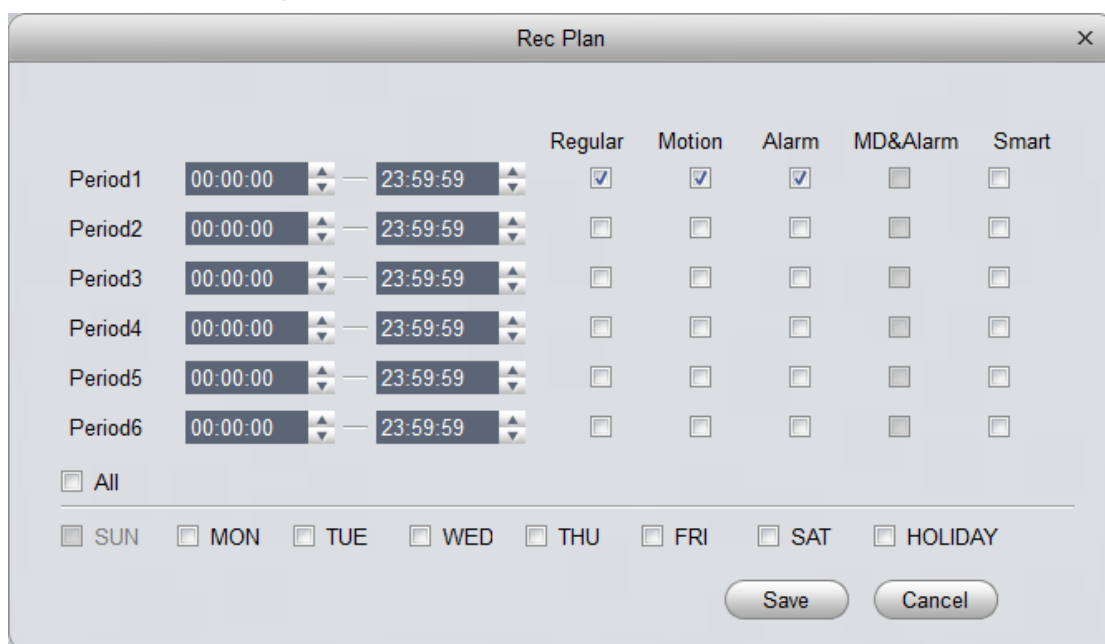 Rec Plan
Regular Motion Alarm MD&Alarm Smart
Period1 00:00:00 — 23:59:59
Period2 00:00:00 — 23:59:59
Period3 00:00:00 — 23:59:59
Period4 00:00:00 — 23:59:59
Period5 00:00:00 — 23:59:59
Period6 00:00:00 — 23:59:59
All
SUN MON TUE WED THU FRI SAT HOLIDAY
Save Cancel